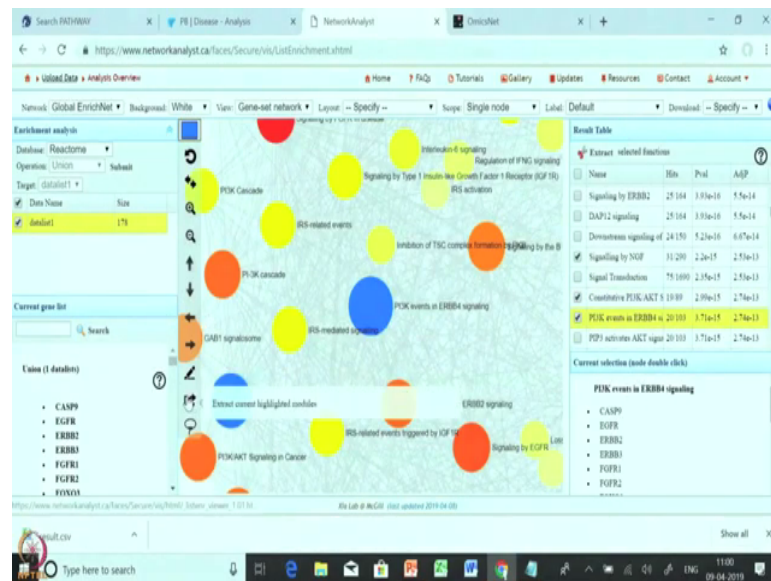 Search PATHWAY x PB | Disease - Analysis x NetworkAnalyst x OmicsNet x +
https://www.networkanalyst.ca/faces/Secure/vis/ListEnrichment.xhtml
Upload Data Analysis Overview Home FAQs Tutorials Gallery Updates Resources Contact Account
Network Global EnrichNet Background: White View: Gene-set network Layout -- Specify -- Scope: Single node Label: Default Download: -- Specify --
Enrichment analysis
Database: Reactome
Operation: Union Submit
Target: datalist1
Data Name Size
datalist1 178
Current gene list
Search
Union (1 datalists)
CASP9
EGFR
ERBB2
ERBB3
FGFR1
FGFR2
FOXO3
Interleukin-6 signaling
Regulation of IFNG signaling
Signaling by Type 1 Insulin-like Growth Factor 1 Receptor (IGF1R)
IRS activation
PI3K Cascade
IRS-related events
Inhibition of TSC complex formation by PKB
Signaling by the B
PI-3K cascade
PI3K events in ERBB4 signaling
GAB1 signalosome
IRS-mediated signaling
Extract current highlighted modules
ERBB2 signaling
IRS-related events triggered by IGF1R
Signaling by EGFR
PI3K/AKT Signaling in Cancer
Result Table
Extract selected functions
Name Hits Pval AdjP
Signaling by ERBB2 25/164 3.93e-16 5.5e-14
DAP12 signaling 25/164 3.93e-16 5.5e-14
Downstream signaling of 24/150 5.23e-16 6.67e-14
Signalling by NGF 31/290 2.2e-15 2.53e-13
Signal Transduction 75/1690 2.35e-15 2.53e-13
Constitutive PI3K/AKT S 19/89 2.99e-15 2.74e-13
PI3K events in ERBB4 si 20/103 3.71e-15 2.74e-13
PIP3 activates AKT signa 20/103 3.71e-15 2.74e-13
Current selection (node double click)
PI3K events in ERBB4 signaling
CASP9
EGFR
ERBB2
ERBB3
FGFR1
FGFR2
Xia Lab @ McGill (last updated 2019-04-08)
result.csv
Show all
Type here to search
ENG
11:00
09-04-2019